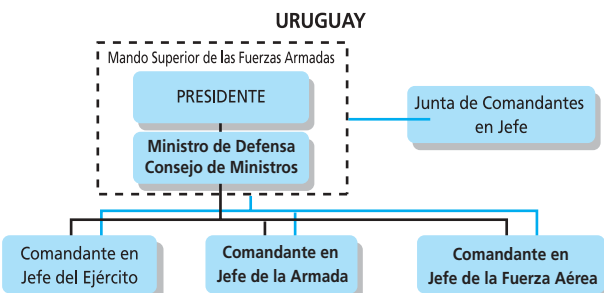 URUGUAY
Mando Superior de las Fuerzas Armadas
PRESIDENTE
Ministro de Defensa
Consejo de Ministros
Junta de Comandantes
en Jefe
Comandante en
Jefe del Ejército
Comandante en
Jefe de la Armada
Comandante en
Jefe de la Fuerza Aérea